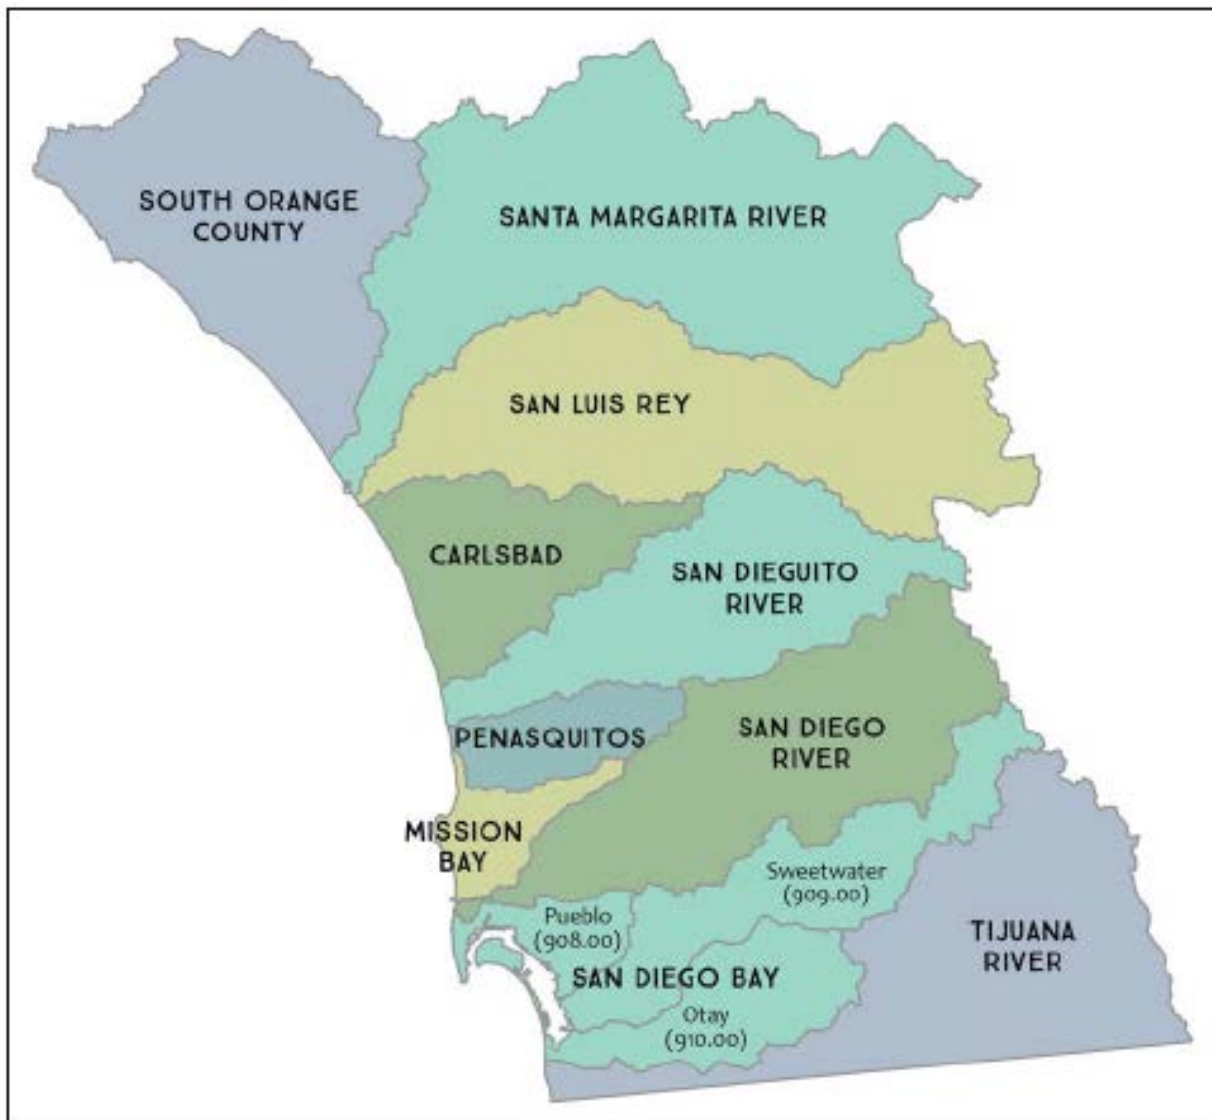 SOUTH ORANGE
COUNTY
SANTA MARGARITA RIVER
SAN LUIS REY
CARLSBAD
SAN DIEGUITO
RIVER
PENASQUITOS
SAN DIEGO
RIVER
MISSION
BAY
Sweetwater
(909.00)
Pueblo
(908.00)
TIJUANA
RIVER
SAN DIEGO BAY
Otay
(910.00)